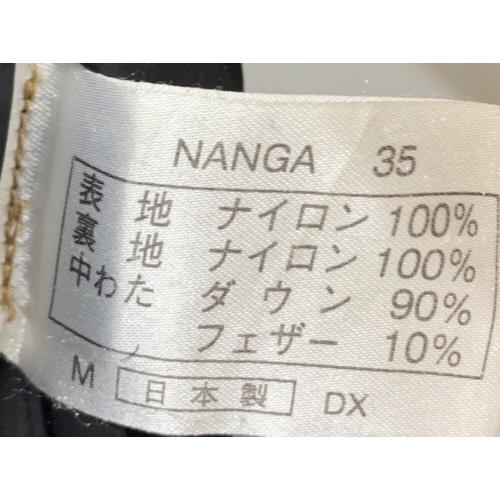 NANGA 35
表地 ナイロン 100%
裏地 ナイロン 100%
中わた ダウン 90%
フェザー 10%
M 日本製 DX